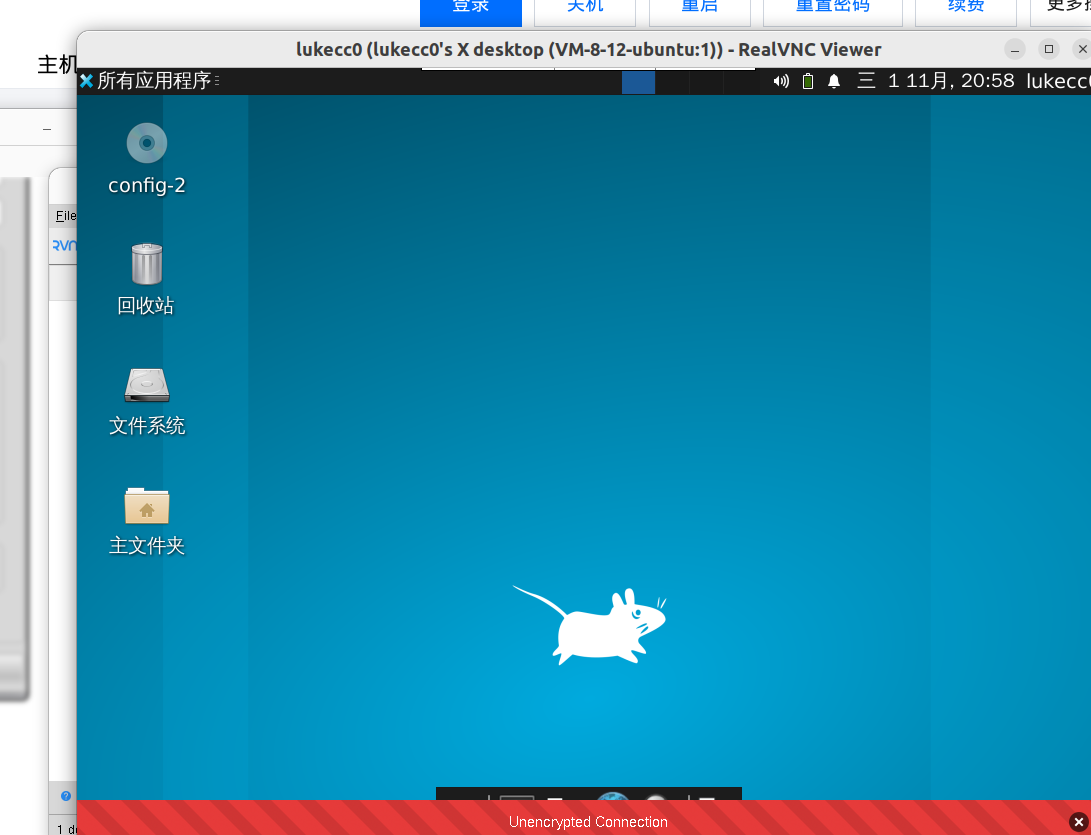 登录 关机 重启 重置密码 续费
主机
lukecc0 (lukecc0's X desktop (VM-8-12-ubuntu:1)) - RealVNC Viewer
所有应用程序
三 1 11月, 20:58 lukecc0
config-2
File
回收站
文件系统
主文件夹
Unencrypted Connection